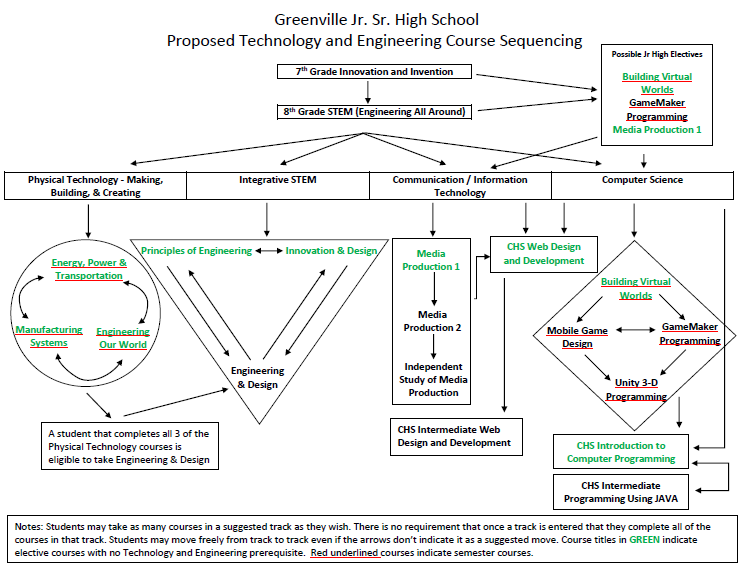 Greenville Jr. Sr. High School
Proposed Technology and Engineering Course Sequencing
Possible Jr High Electives
Building Virtual
Worlds
GameMaker
Programming
Media Production 1
7th Grade Innovation and Invention
8th Grade STEM (Engineering All Around)
Physical Technology - Making,
Building, & Creating
Integrative STEM
Communication / Information
Technology
Computer Science
Energy, Power &
Transportation
Manufacturing
Systems
Engineering
Our World
Principles of Engineering
Innovation & Design
Engineering
& Design
A student that completes all 3 of the
Physical Technology courses is
eligible to take Engineering & Design
Media
Production 1
Media
Production 2
Independent
Study of Media
Production
CHS Web Design
and Development
CHS Intermediate Web
Design and Development
Building Virtual
Worlds
Mobile Game
Design
GameMaker
Programming
Unity 3-D
Programming
CHS Introduction to
Computer Programming
CHS Intermediate
Programming Using JAVA
Notes: Students may take as many courses in a suggested track as they wish. There is no requirement that once a track is entered that they complete all of the
courses in that track. Students may move freely from track to track even if the arrows don't indicate it as a suggested move. Course titles in GREEN indicate
elective courses with no Technology and Engineering prerequisite. Red underlined courses indicate semester courses.